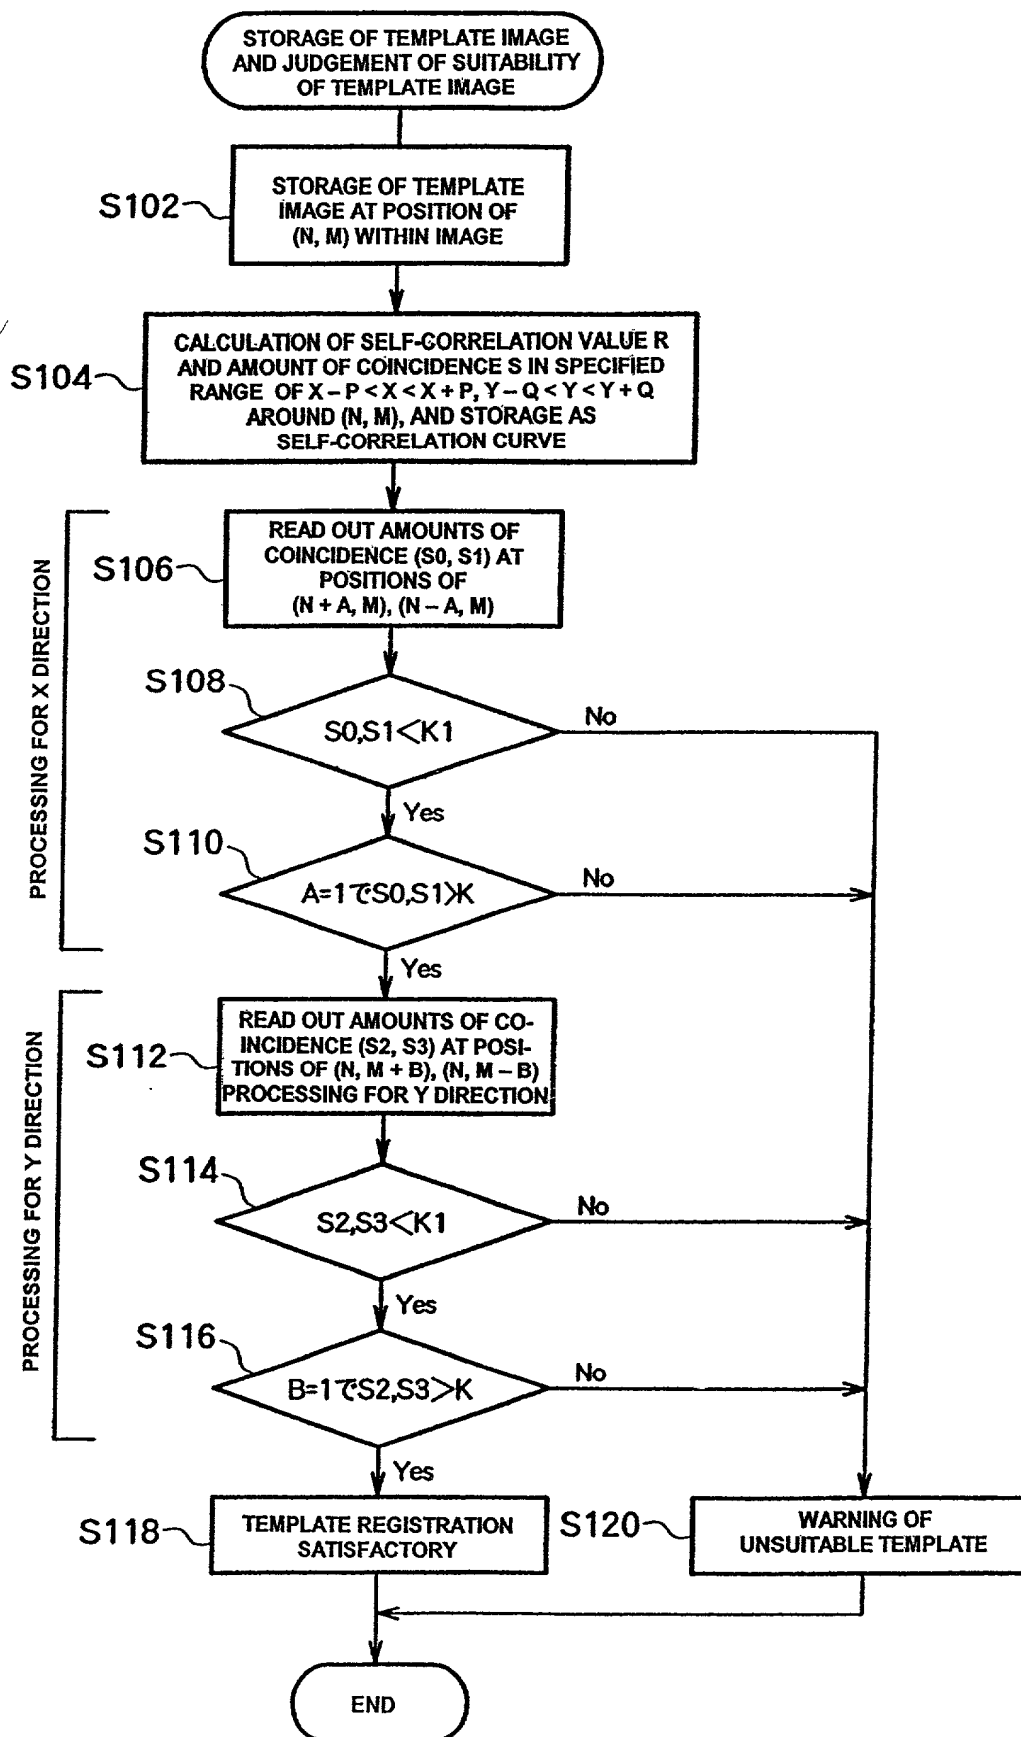 STORAGE OF TEMPLATE IMAGE
AND JUDGEMENT OF SUITABILITY
OF TEMPLATE IMAGE
S102
STORAGE OF TEMPLATE
IMAGE AT POSITION OF
(N, M) WITHIN IMAGE
S104
CALCULATION OF SELF-CORRELATION VALUE R
AND AMOUNT OF COINCIDENCE S IN SPECIFIED
RANGE OF X – P < X < X + P, Y – Q < Y < Y + Q
AROUND (N, M), AND STORAGE AS
SELF-CORRELATION CURVE
PROCESSING FOR X DIRECTION
S106
READ OUT AMOUNTS OF
COINCIDENCE (S0, S1) AT
POSITIONS OF
(N + A, M), (N – A, M)
S108
S0,S1<K1
No
Yes
S110
A=1でS0,S1>K
No
Yes
PROCESSING FOR Y DIRECTION
S112
READ OUT AMOUNTS OF CO-
INCIDENCE (S2, S3) AT POSI-
TIONS OF (N, M + B), (N, M – B)
PROCESSING FOR Y DIRECTION
S114
S2,S3<K1
No
Yes
S116
B=1でS2,S3>K
No
Yes
S118
TEMPLATE REGISTRATION
SATISFACTORY
S120
WARNING OF
UNSUITABLE TEMPLATE
END